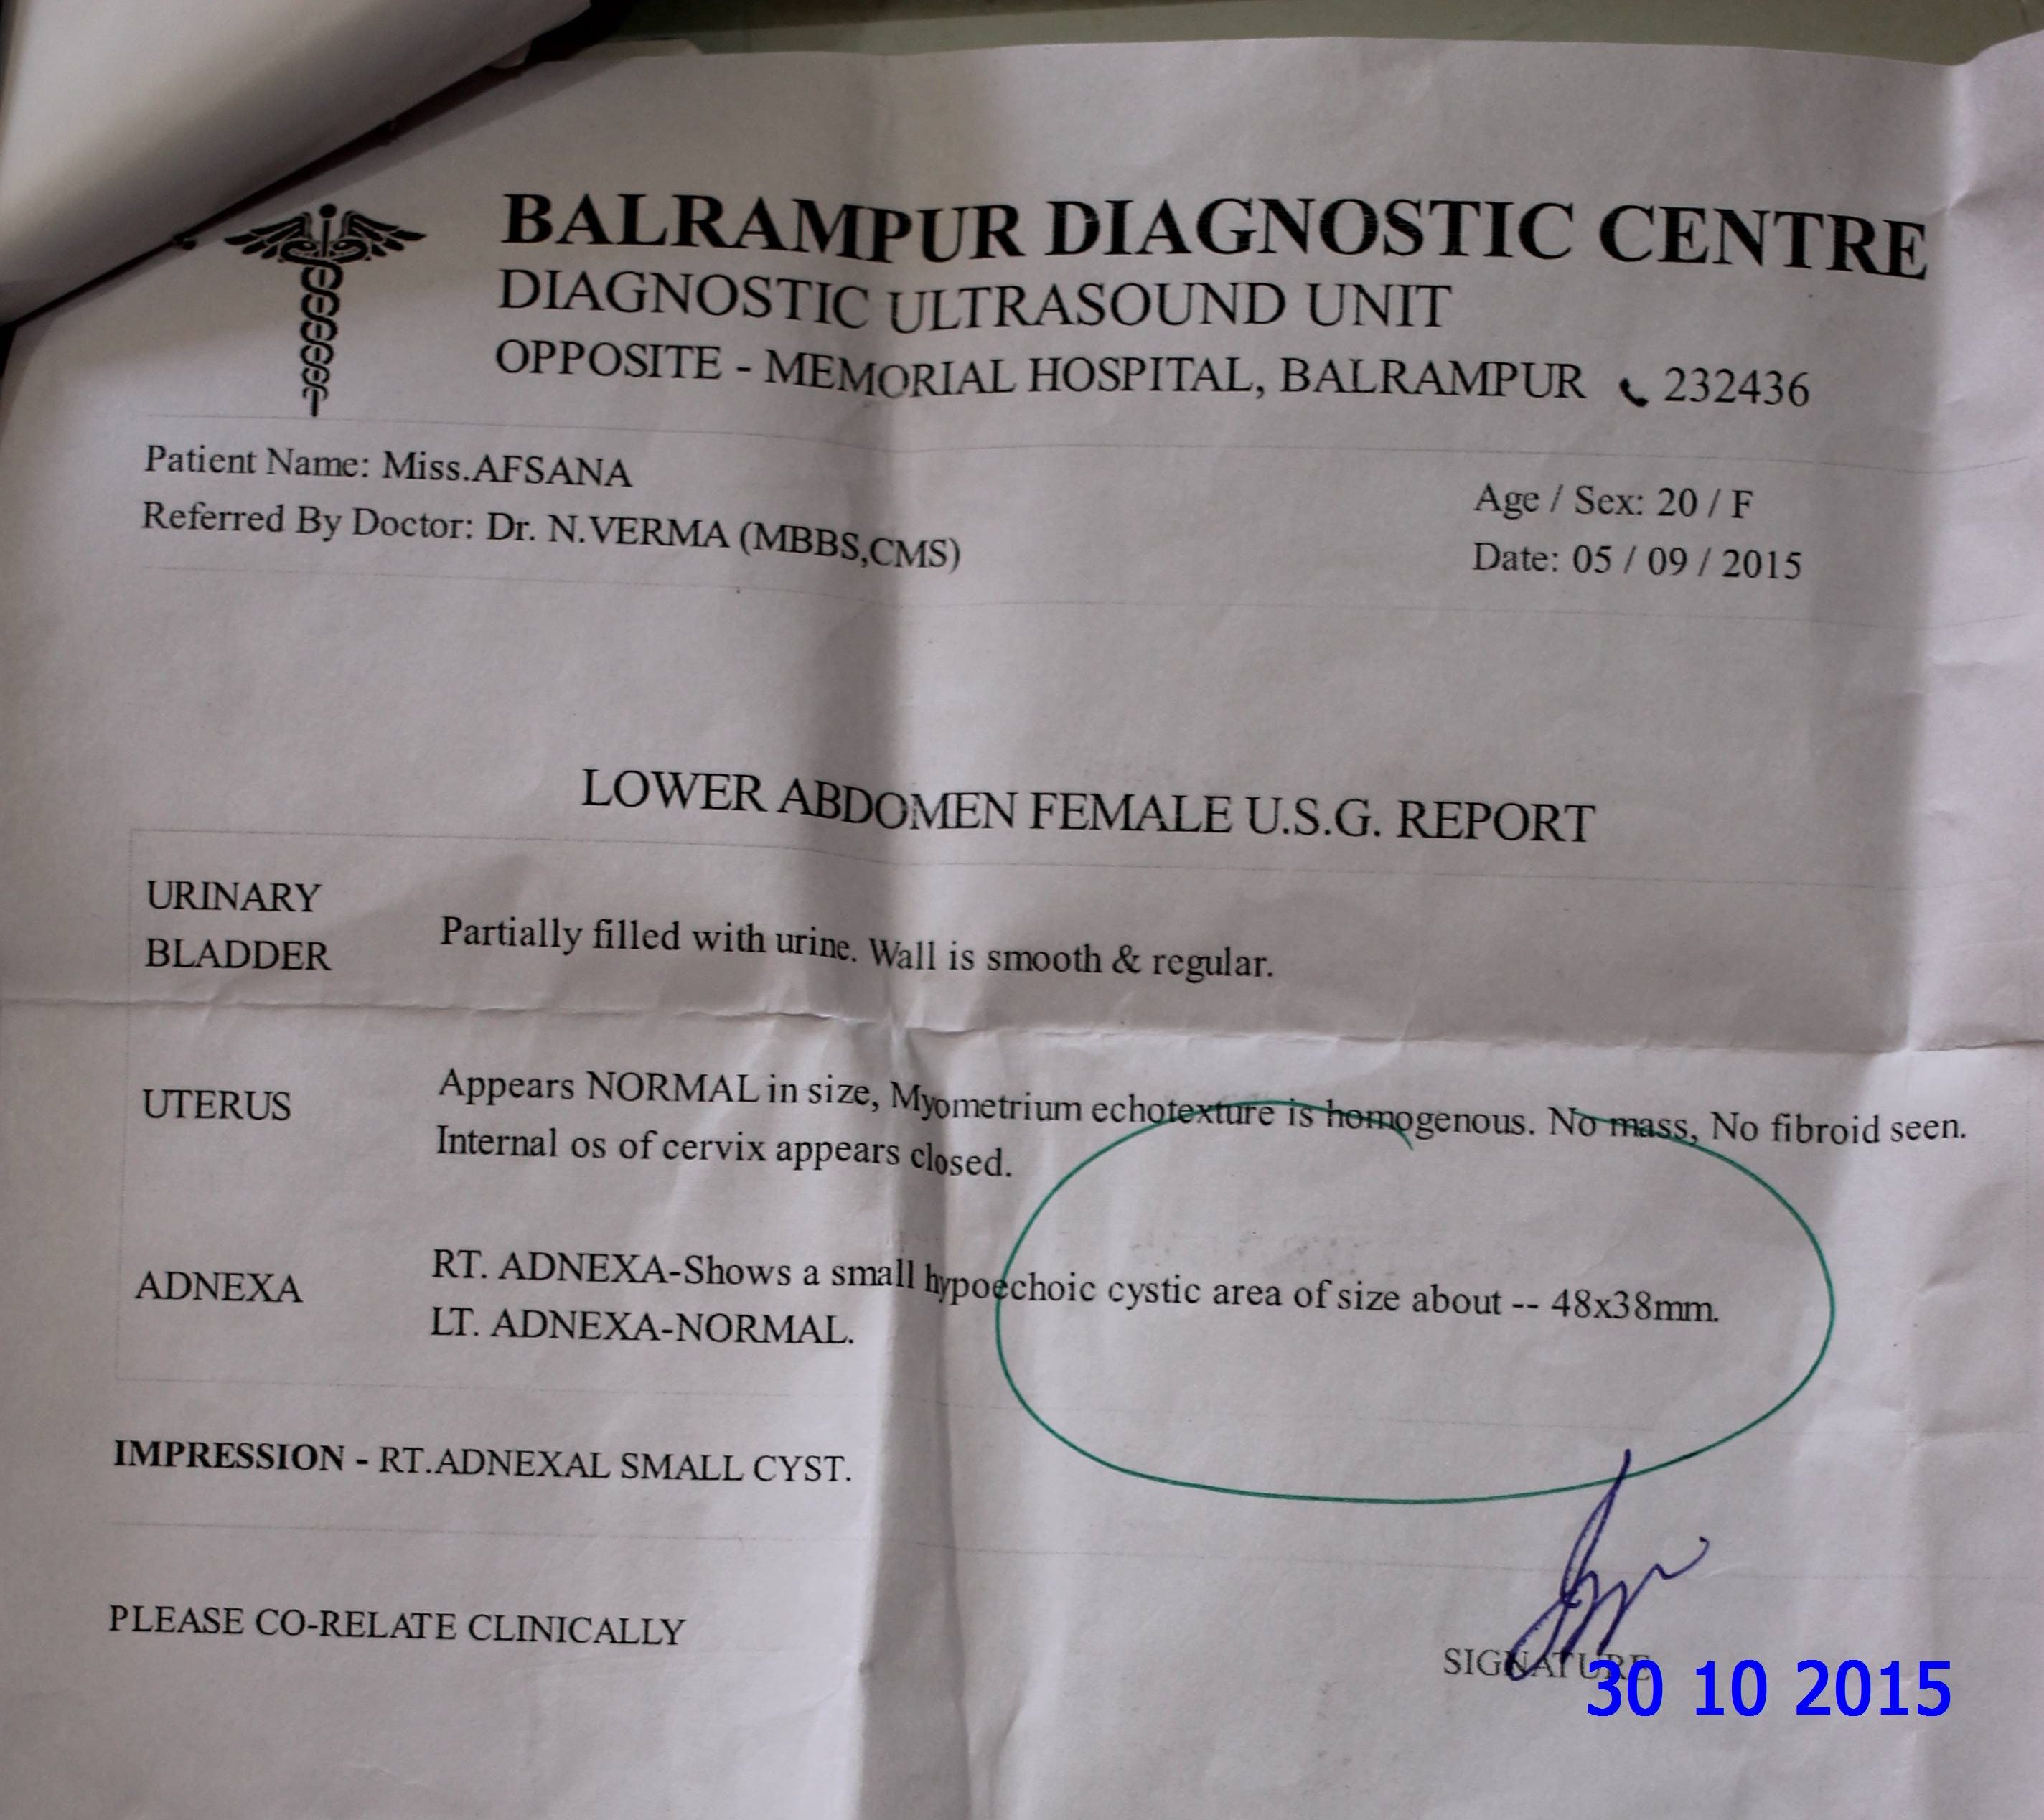 BALRAMPUR DIAGNOSTIC CENTRE
DIAGNOSTIC ULTRASOUND UNIT
OPPOSITE - MEMORIAL HOSPITAL, BALRAMPUR 232436
Patient Name: Miss.AFSANA
Age / Sex: 20 / F
Referred By Doctor: Dr. N.VERMA (MBBS,CMS)
Date: 05 / 09 / 2015
LOWER ABDOMEN FEMALE U.S.G. REPORT
URINARY
BLADDER
Partially filled with urine. Wall is smooth & regular.
UTERUS
Appears NORMAL in size, Myometrium echotexture is homogenous. No mass, No fibroid seen.
Internal os of cervix appears closed.
ADNEXA
RT. ADNEXA-Shows a small hypoechoic cystic area of size about -- 48x38mm.
LT. ADNEXA-NORMAL.
IMPRESSION - RT.ADNEXAL SMALL CYST.
PLEASE CO-RELATE CLINICALLY
SIGNATURE
30 10 2015